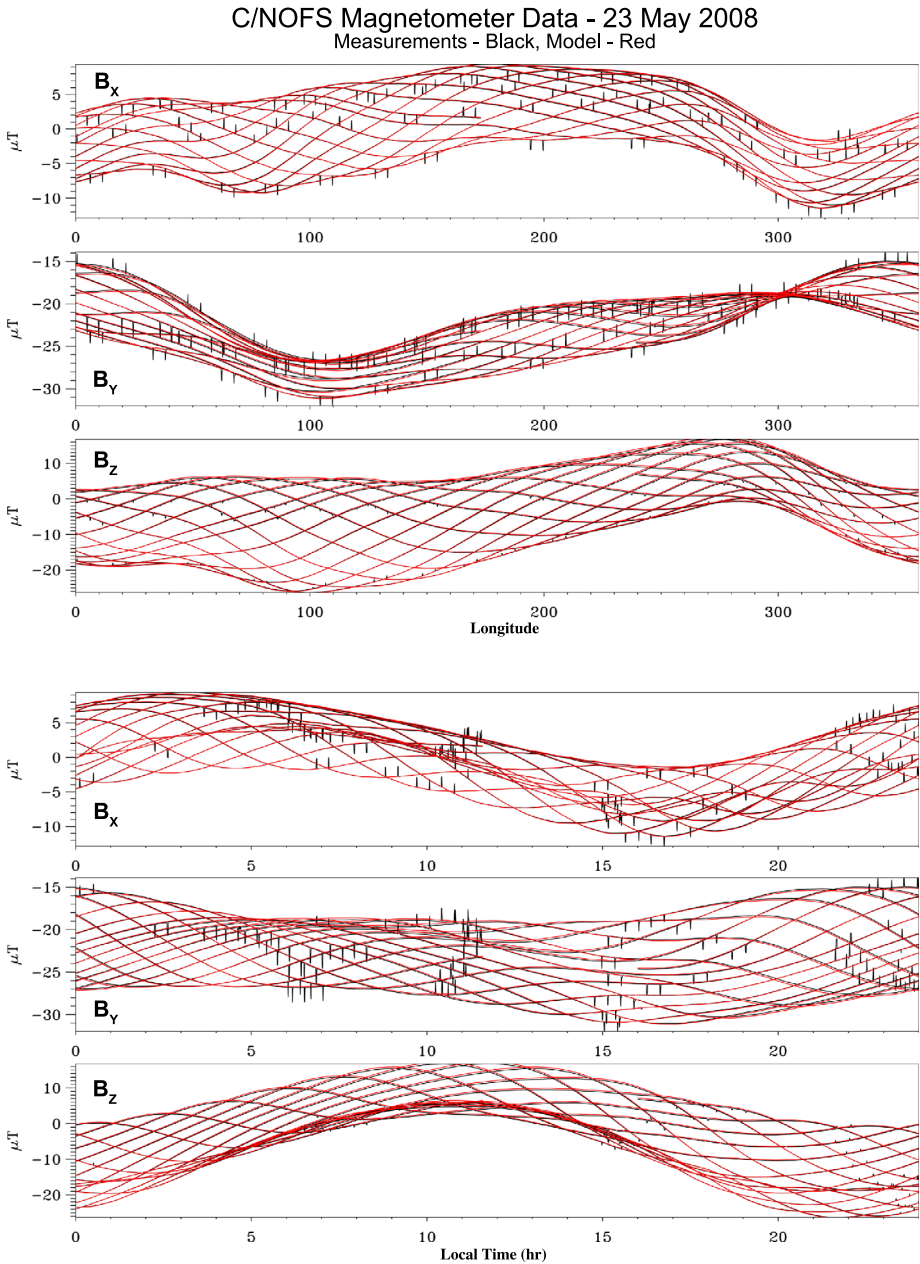 C/NOFS Magnetometer Data - 23 May 2008
Measurements - Black, Model - Red
BX
5
0
-5
-10
μT
0 100 200 300
-15
-20
-25
-30
μT
BY
0 100 200 300
BZ
10
0
-10
-20
μT
0 100 200 300
Longitude
5
0
-5
-10
μT
BX
0 5 10 15 20
-15
-20
-25
-30
μT
BY
0 5 10 15 20
BZ
10
0
-10
-20
μT
0 5 10 15 20
Local Time (hr)